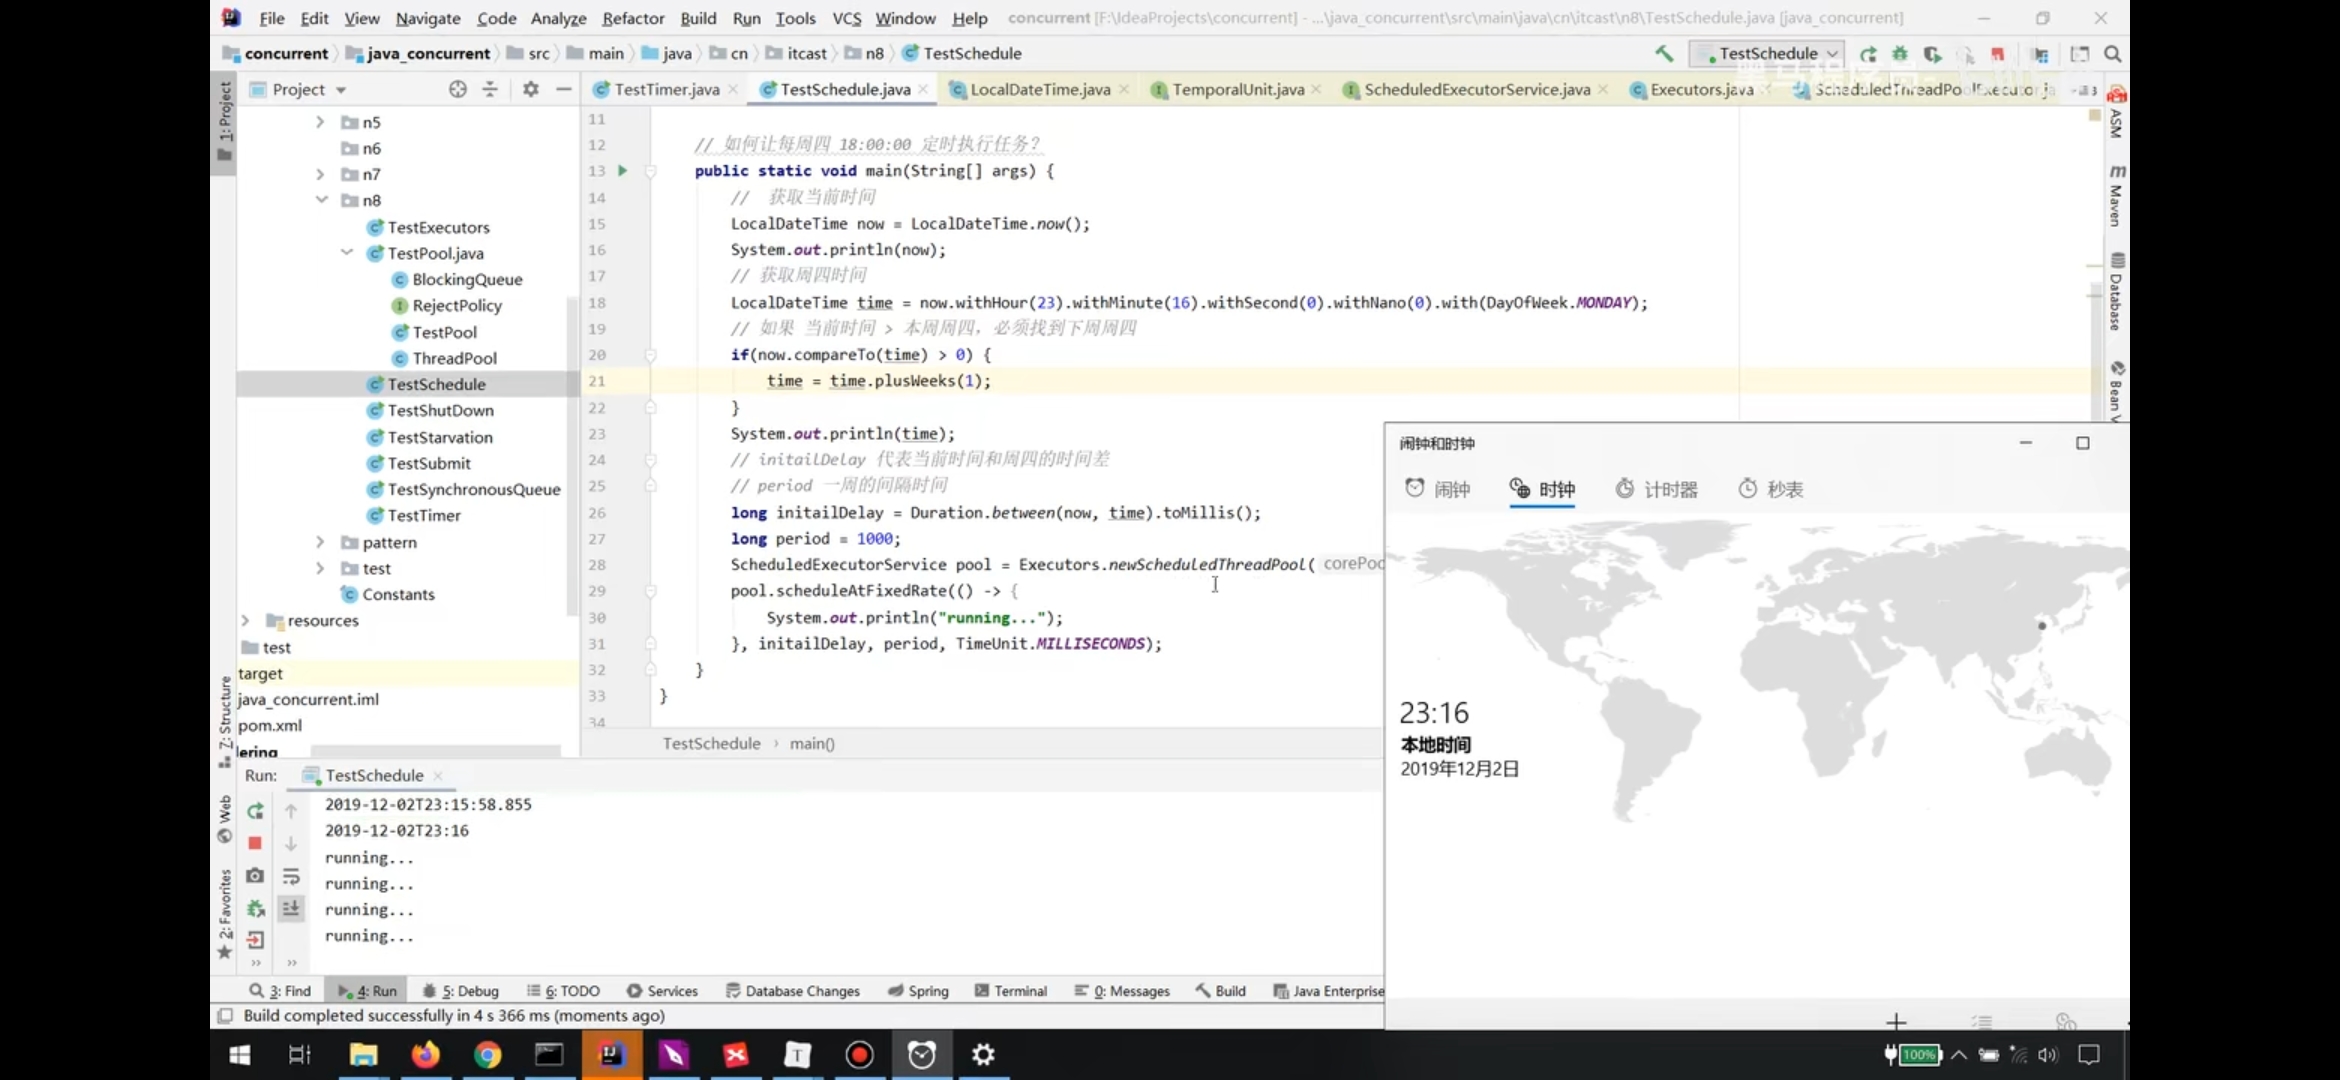 File Edit View Navigate Code Analyze Refactor Build Run Tools VCS Window Help concurrent [F:\IdeaProjects\concurrent] - ...\java_concurrent\src\main\java\cn\itcast\n8\TestSchedule.java [java_concurrent]
concurrent java_concurrent src main java cn itcast n8 TestSchedule
TestSchedule
Project
TestTimer.java TestSchedule.java LocalDateTime.java TemporalUnit.java ScheduledExecutorService.java Executors.java ScheduledThreadPoolExecutor.ja
1: Project
n5
n6
n7
n8
TestExecutors
TestPool.java
BlockingQueue
RejectPolicy
TestPool
ThreadPool
TestSchedule
TestShutDown
TestStarvation
TestSubmit
TestSynchronousQueue
TestTimer
pattern
test
Constants
resources
test
target
java_concurrent.iml
pom.xml
lering
11
12 // 如何让每周四 18:00:00 定时执行任务?
13 public static void main(String[] args) {
14 // 获取当前时间
15 LocalDateTime now = LocalDateTime.now();
16 System.out.println(now);
17 // 获取周四时间
18 LocalDateTime time = now.withHour(23).withMinute(16).withSecond(0).withNano(0).with(DayOfWeek.MONDAY);
19 // 如果 当前时间 > 本周周四，必须找到下周周四
20 if(now.compareTo(time) > 0) {
21 time = time.plusWeeks(1);
22 }
23 System.out.println(time);
24 // initailDelay 代表当前时间和周四的时间差
25 // period 一周的间隔时间
26 long initailDelay = Duration.between(now, time).toMillis();
27 long period = 1000;
28 ScheduledExecutorService pool = Executors.newScheduledThreadPool( corePoo
29 pool.scheduleAtFixedRate(() -> {
30 System.out.println("running...");
31 }, initailDelay, period, TimeUnit.MILLISECONDS);
32 }
33 }
34
TestSchedule main()
ASM
Maven
Database
Bean V
闹钟和时钟
闹钟 时钟 计时器 秒表
23:16
本地时间
2019年12月2日
Z: Structure
Web
2: Favorites
Run: TestSchedule
2019-12-02T23:15:58.855
2019-12-02T23:16
running...
running...
running...
running...
3: Find 4: Run 5: Debug 6: TODO Services Database Changes Spring Terminal 0: Messages Build Java Enterprise
Build completed successfully in 4 s 366 ms (moments ago)
100%